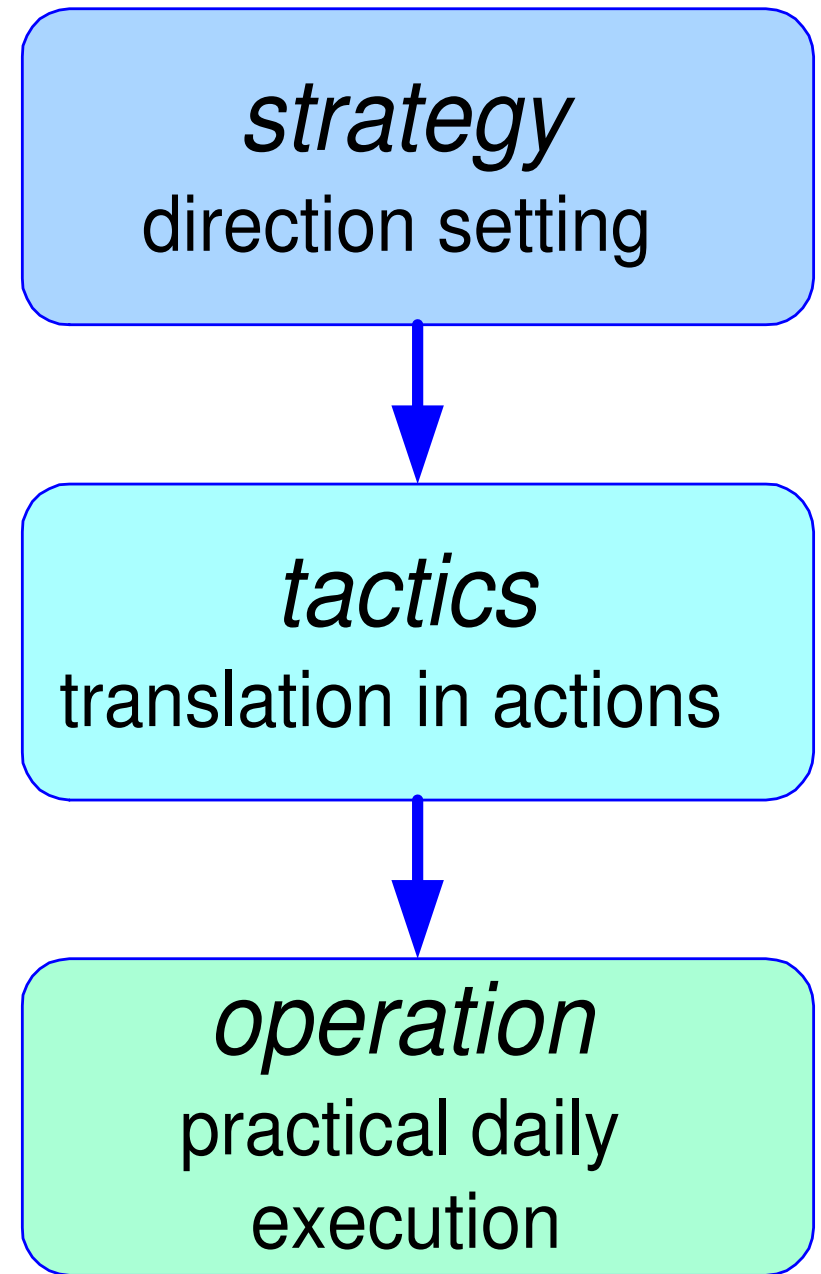 strategy
direction setting
tactics
translation in actions
operation
practical daily
execution